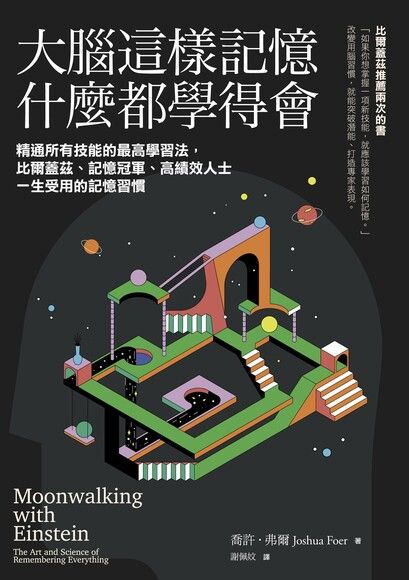 大腦這樣記憶
什麼都學得會
精通所有技能的最高學習法，
比爾蓋茲、記憶冠軍、高績效人士
一生受用的記憶習慣
比爾蓋茲推薦兩次的書
「如果你想掌握一項新技能，就應該學習如何記憶。」
改變用腦習慣，就能突破潛能、打造專家表現。
Moonwalking
with
Einstein
The Art and Science of
Remembering Everything
喬許·弗爾 Joshua Foer 著
謝佩妏 譯